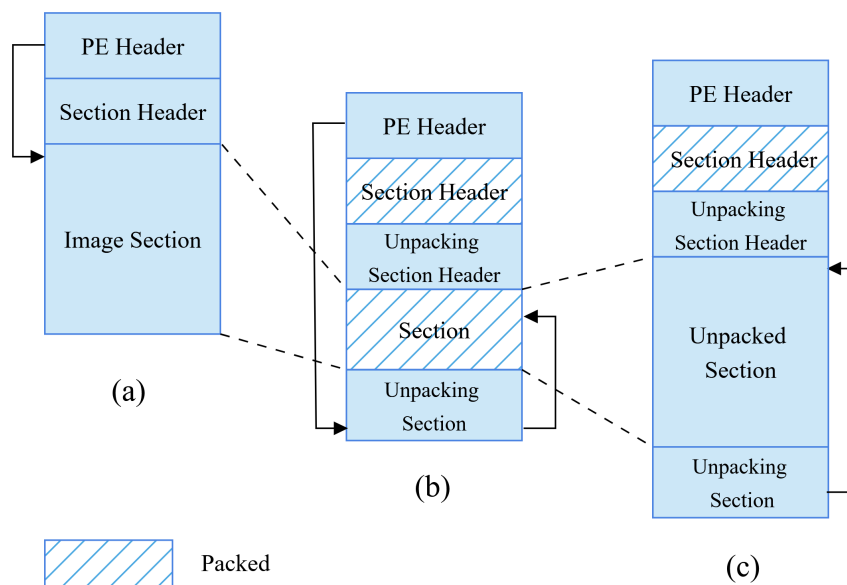 PE Header
Section Header
Image Section
(a)
PE Header
Section Header
Unpacking
Section Header
Section
Unpacking
Section
(b)
PE Header
Section Header
Unpacking
Section Header
Unpacked
Section
Unpacking
Section
(c)
Packed